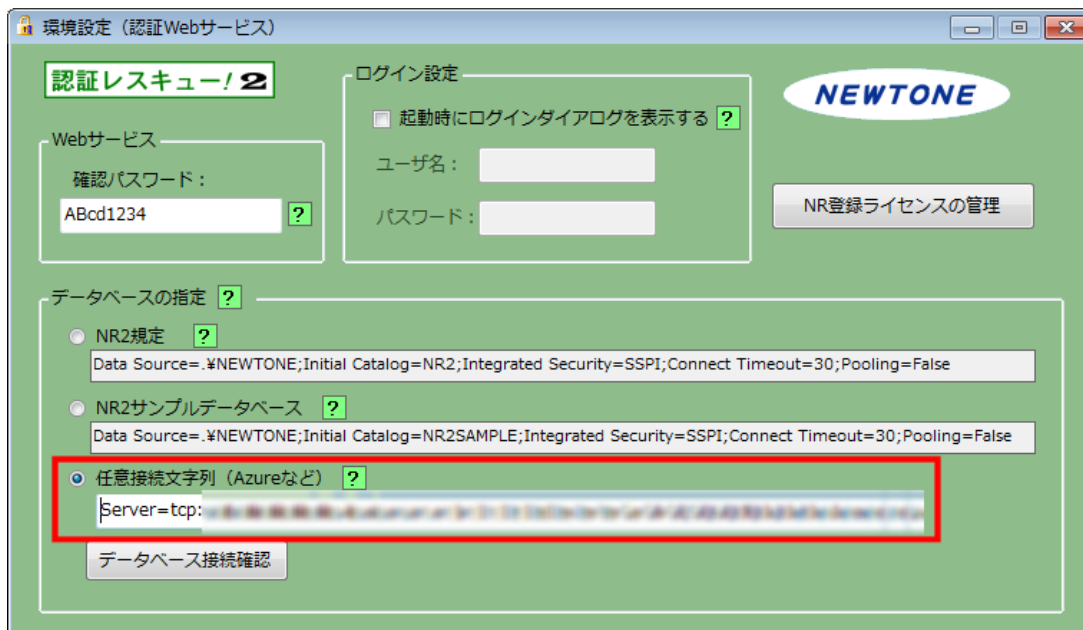 環境設定（認証Webサービス）
認証レスキュー!2
ログイン設定
NEWTONE
起動時にログインダイアログを表示する ?
Webサービス
ユーザ名：
確認パスワード：
ABcd1234 ?
パスワード：
NR登録ライセンスの管理
データベースの指定 ?
NR2規定 ?
Data Source=.¥NEWTONE;Initial Catalog=NR2;Integrated Security=SSPI;Connect Timeout=30;Pooling=False
NR2サンプルデータベース ?
Data Source=.¥NEWTONE;Initial Catalog=NR2SAMPLE;Integrated Security=SSPI;Connect Timeout=30;Pooling=False
任意接続文字列（Azureなど） ?
Server=tcp:
データベース接続確認